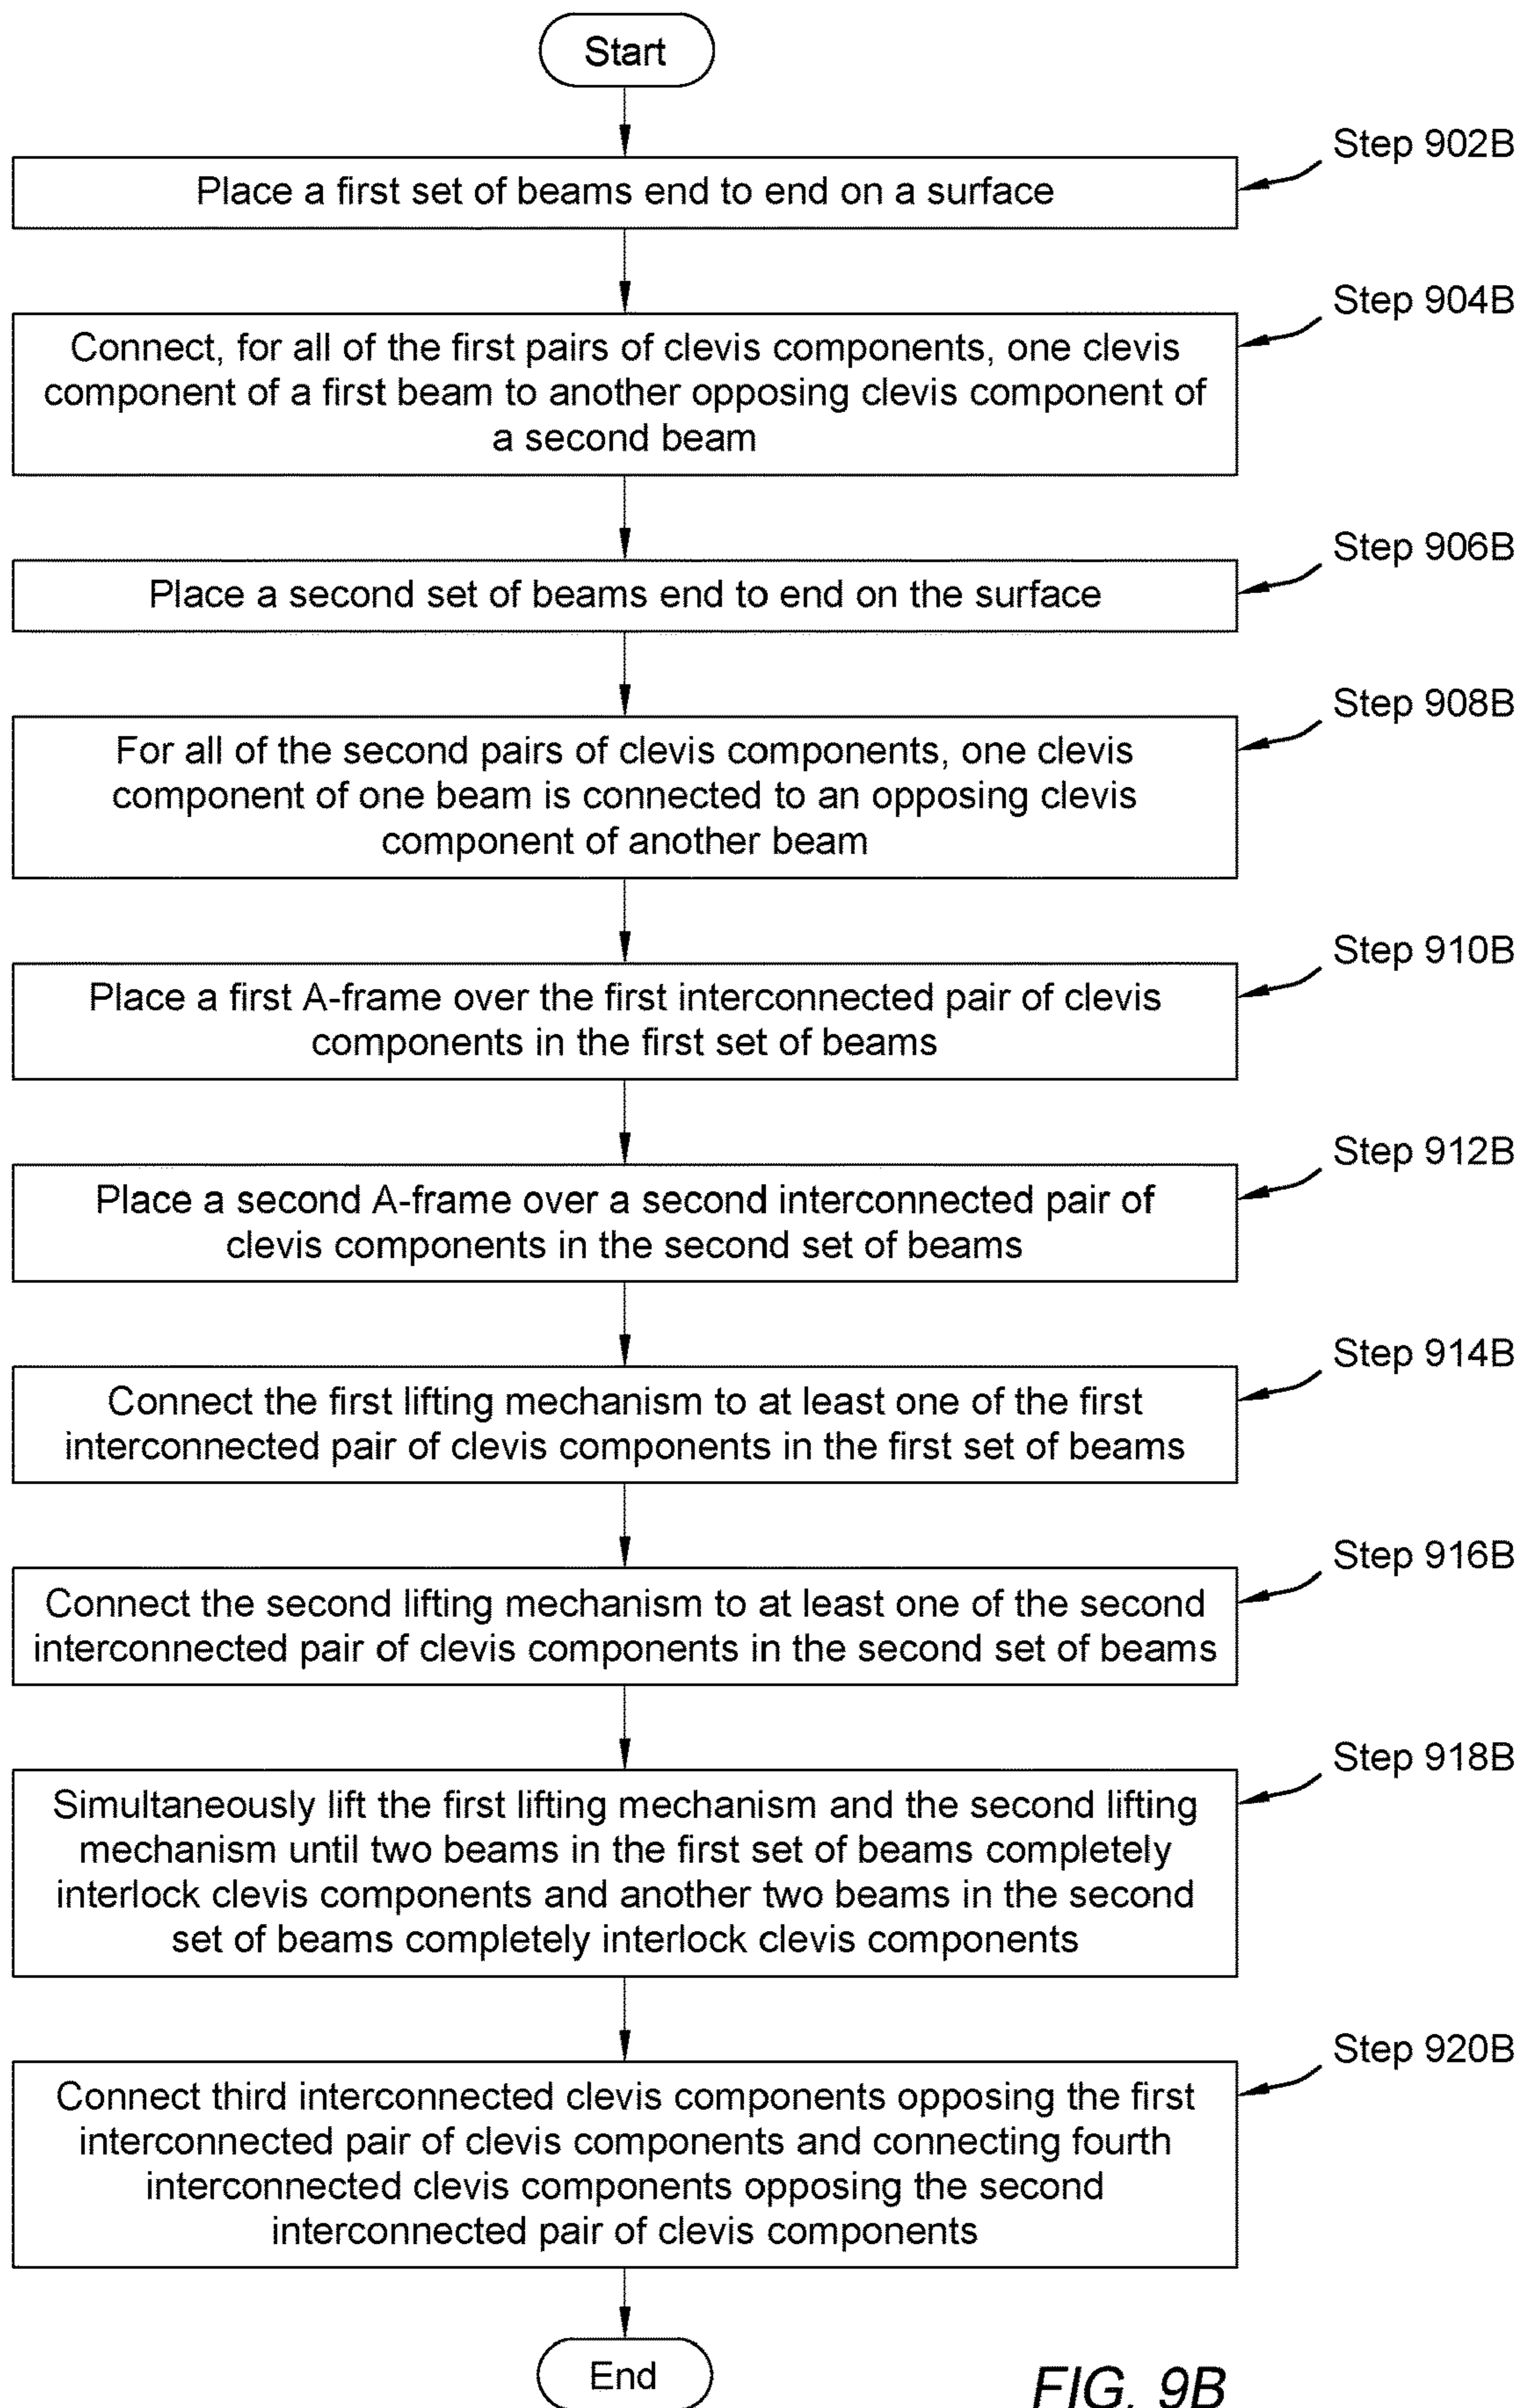 Start
Step 902B
Place a first set of beams end to end on a surface
Step 904B
Connect, for all of the first pairs of clevis components, one clevis
component of a first beam to another opposing clevis component of
a second beam
Step 906B
Place a second set of beams end to end on the surface
Step 908B
For all of the second pairs of clevis components, one clevis
component of one beam is connected to an opposing clevis
component of another beam
Step 910B
Place a first A-frame over the first interconnected pair of clevis
components in the first set of beams
Step 912B
Place a second A-frame over a second interconnected pair of
clevis components in the second set of beams
Step 914B
Connect the first lifting mechanism to at least one of the first
interconnected pair of clevis components in the first set of beams
Step 916B
Connect the second lifting mechanism to at least one of the second
interconnected pair of clevis components in the second set of beams
Step 918B
Simultaneously lift the first lifting mechanism and the second lifting
mechanism until two beams in the first set of beams completely
interlock clevis components and another two beams in the second
set of beams completely interlock clevis components
Step 920B
Connect third interconnected clevis components opposing the first
interconnected pair of clevis components and connecting fourth
interconnected clevis components opposing the second
interconnected pair of clevis components
End
FIG. 9B